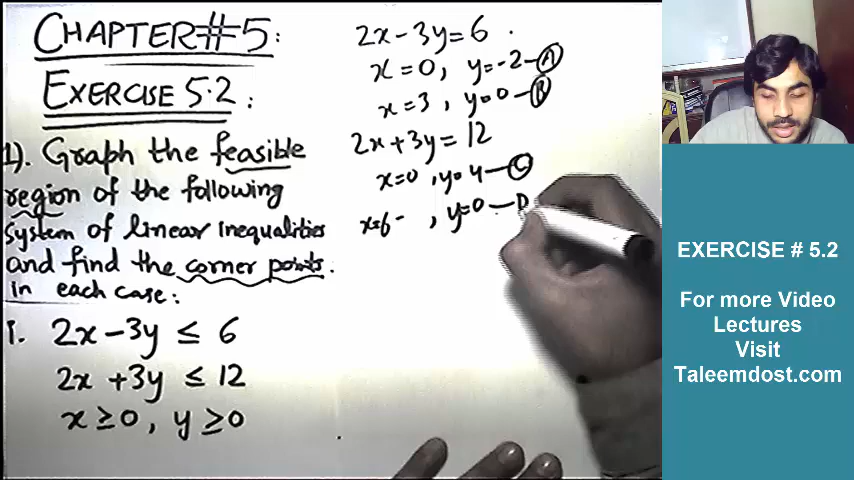 CHAPTER#5:
EXERCISE 5.2:
1). Graph the feasible
region of the following
system of linear inequalities
and find the corner points.
in each case:
i. 2x - 3y ≤ 6
2x + 3y ≤ 12
x ≥ 0, y ≥ 0
2x - 3y = 6
x = 0, y = -2 - A
x = 3, y = 0 - B
2x + 3y = 12
x = 0, y = 4 - C
x = 6, y = 0 - D
EXERCISE # 5.2
For more Video
Lectures
Visit
Taleemdost.com